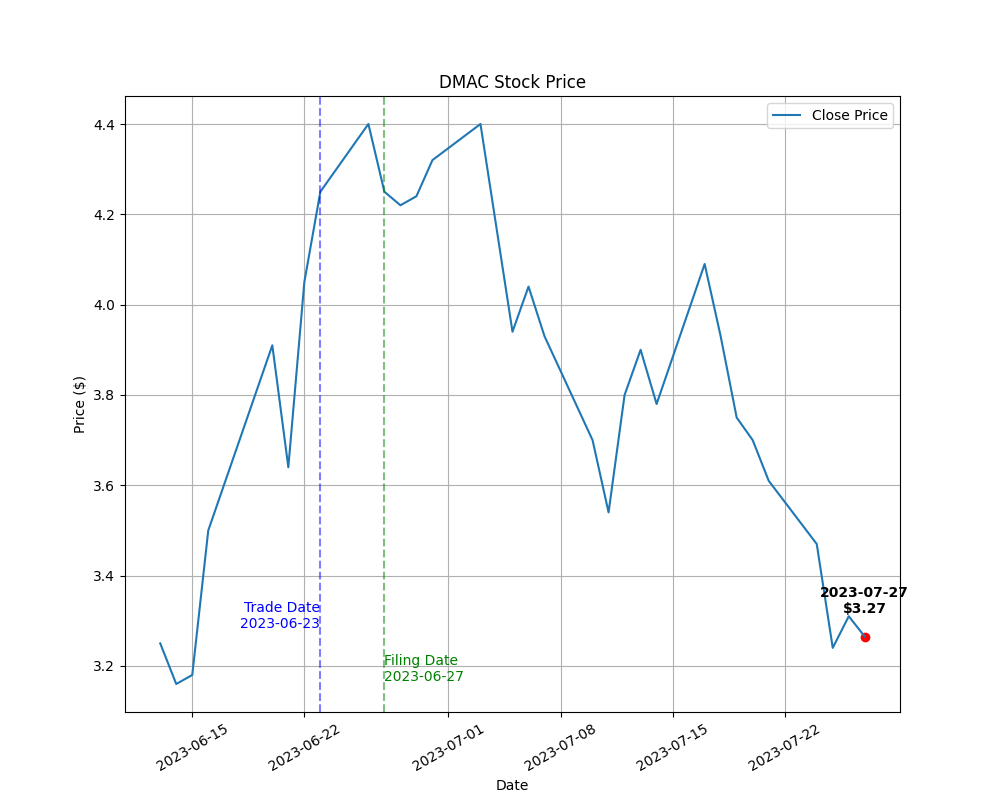 DMAC Stock Price
Close Price
4.4
4.2
4.0
3.8
3.6
3.4
3.2
Price ($)
Trade Date
2023-06-23
Filing Date
2023-06-27
2023-07-27
$3.27
2023-06-15
2023-06-22
2023-07-01
2023-07-08
2023-07-15
2023-07-22
Date